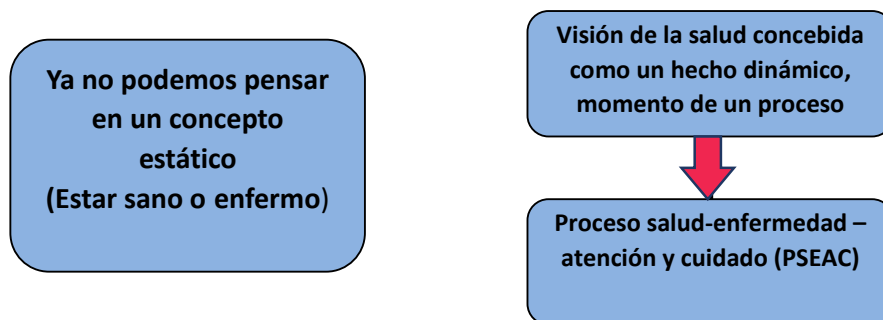 Ya no podemos pensar
en un concepto
estático
(Estar sano o enfermo)
Visión de la salud concebida
como un hecho dinámico,
momento de un proceso
Proceso salud-enfermedad –
atención y cuidado (PSEAC)